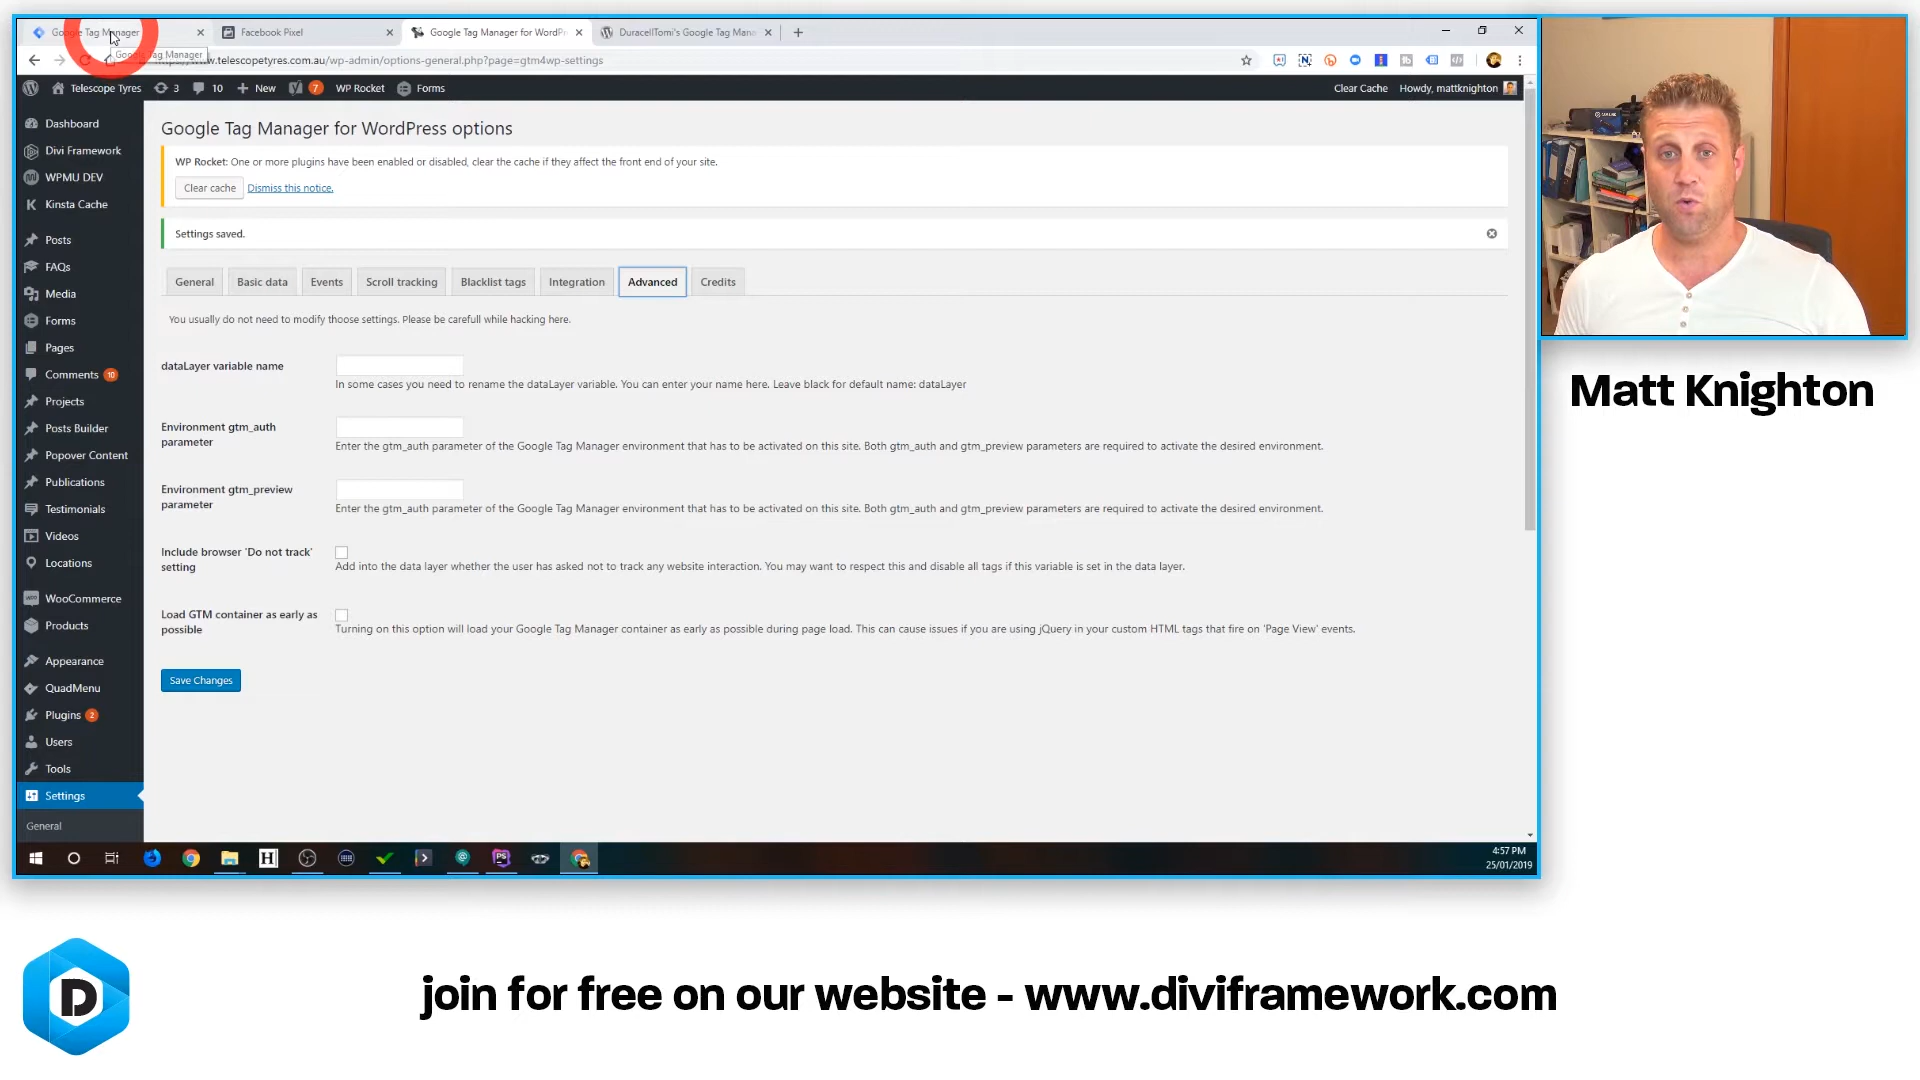 Google Tag Manager
Facebook Pixel
Google Tag Manager for WordPr
DuracellTomi's Google Tag Man
Google Tag Manager
www.telescopetyres.com.au/wp-admin/options-general.php?page=gtm4wp-settings
Telescope Tyres
3
10
New
7
WP Rocket
Forms
Clear Cache
Howdy, mattknighton
Dashboard
Divi Framework
WPMU DEV
Kinsta Cache
Posts
FAQs
Media
Forms
Pages
Comments 10
Projects
Posts Builder
Popover Content
Publications
Testimonials
Videos
Locations
WooCommerce
Products
Appearance
QuadMenu
Plugins 2
Users
Tools
Settings
General
Google Tag Manager for WordPress options
WP Rocket: One or more plugins have been enabled or disabled, clear the cache if they affect the front end of your site.
Clear cache
Dismiss this notice.
Settings saved.
General
Basic data
Events
Scroll tracking
Blacklist tags
Integration
Advanced
Credits
You usually do not need to modify thoose settings. Please be carefull while hacking here.
dataLayer variable name
In some cases you need to rename the dataLayer variable. You can enter your name here. Leave black for default name: dataLayer
Environment gtm_auth
parameter
Enter the gtm_auth parameter of the Google Tag Manager environment that has to be activated on this site. Both gtm_auth and gtm_preview parameters are required to activate the desired environment.
Environment gtm_preview
parameter
Enter the gtm_auth parameter of the Google Tag Manager environment that has to be activated on this site. Both gtm_auth and gtm_preview parameters are required to activate the desired environment.
Include browser 'Do not track'
setting
Add into the data layer whether the user has asked not to track any website interaction. You may want to respect this and disable all tags if this variable is set in the data layer.
Load GTM container as early as
possible
Turning on this option will load your Google Tag Manager container as early as possible during page load. This can cause issues if you are using jQuery in your custom HTML tags that fire on 'Page View' events.
Save Changes
4:57 PM
25/01/2019
Matt Knighton
D
join for free on our website - www.diviframework.com